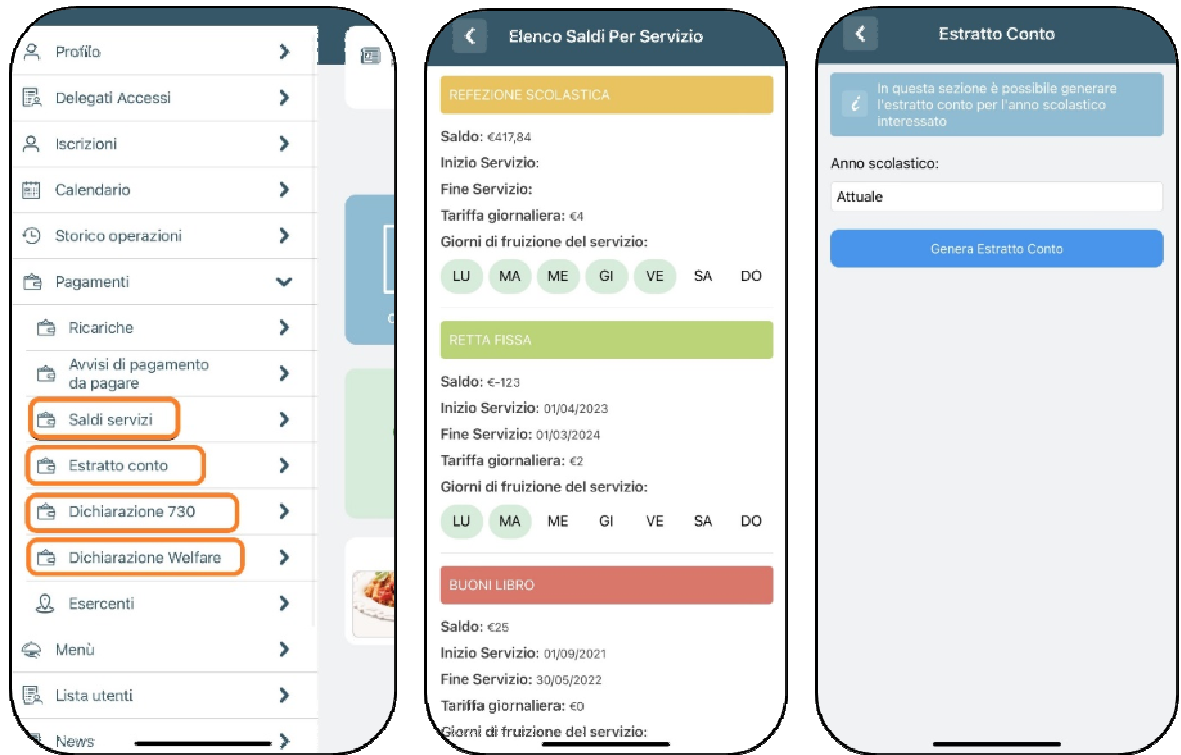 Profilo
Delegati Accessi
Iscrizioni
Calendario
Storico operazioni
Pagamenti
Ricariche
Avvisi di pagamento
da pagare
Saldi servizi
Estratto conto
Dichiarazione 730
Dichiarazione Welfare
Esercenti
Menù
Lista utenti
News
Elenco Saldi Per Servizio
REFEZIONE SCOLASTICA
Saldo: €417,84
Inizio Servizio:
Fine Servizio:
Tariffa giornaliera: €4
Giorni di fruizione del servizio:
LU MA ME GI VE SA DO
RETTA FISSA
Saldo: €-123
Inizio Servizio: 01/04/2023
Fine Servizio: 01/03/2024
Tariffa giornaliera: €2
Giorni di fruizione del servizio:
LU MA ME GI VE SA DO
BUONI LIBRO
Saldo: €25
Inizio Servizio: 01/09/2021
Fine Servizio: 30/05/2022
Tariffa giornaliera: €0
Giorni di fruizione del servizio:
Estratto Conto
In questa sezione è possibile generare
l'estratto conto per l'anno scolastico
interessato
Anno scolastico:
Attuale
Genera Estratto Conto